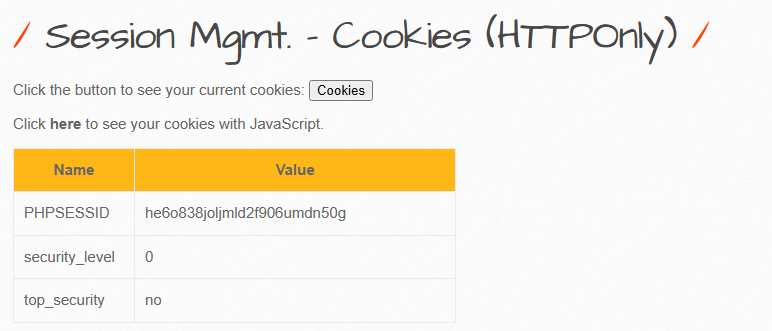 / Session Mgmt. - Cookies (HTTPOnly) /
Click the button to see your current cookies: Cookies
Click here to see your cookies with JavaScript.
Name Value
PHPSESSID he6o838joljmld2f906umdn50g
security_level 0
top_security no